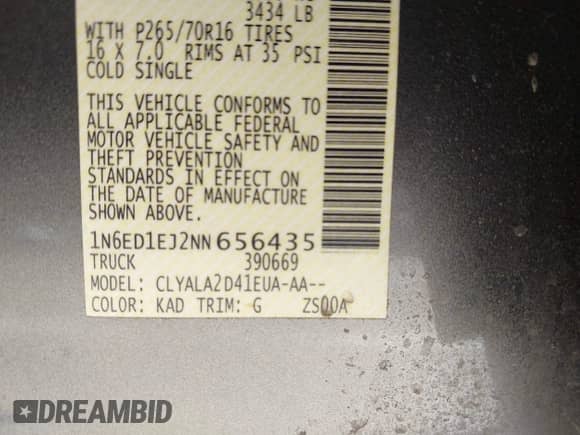 3434 LB
WITH P265/70R16 TIRES
16 X 7.0 RIMS AT 35 PSI
COLD SINGLE
THIS VEHICLE CONFORMS TO
ALL APPLICABLE FEDERAL
MOTOR VEHICLE SAFETY AND
THEFT PREVENTION
STANDARDS IN EFFECT ON
THE DATE OF MANUFACTURE
SHOWN ABOVE.
1N6ED1EJ2NN656435
TRUCK 390669
MODEL: CLYALA2D41EUA-AA--
COLOR: KAD TRIM: G ZS00A
DREAMBID